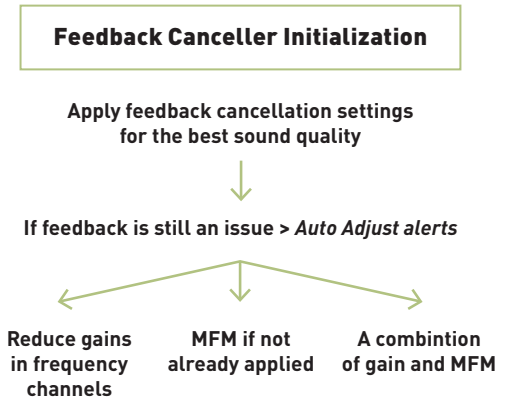 Feedback Canceller Initialization
Apply feedback cancellation settings
for the best sound quality
If feedback is still an issue > Auto Adjust alerts
Reduce gains
in frequency
channels
MFM if not
already applied
A combintion
of gain and MFM